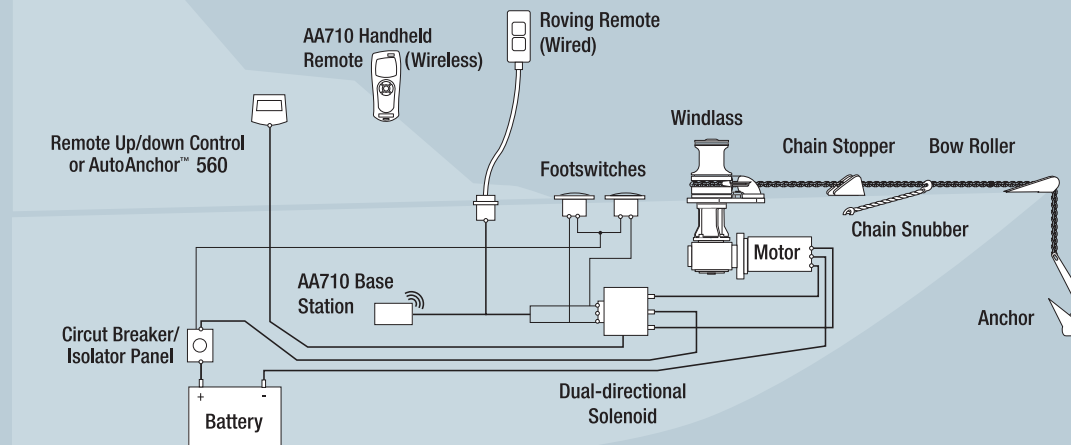 AA710 Handheld
Remote (Wireless)
Roving Remote
(Wired)
Remote Up/down Control
or AutoAnchor™ 560
Footswitches
Windlass
Chain Stopper
Bow Roller
Chain Snubber
Motor
AA710 Base
Station
Anchor
Circut Breaker/
Isolator Panel
Dual-directional
Solenoid
+ -
Battery